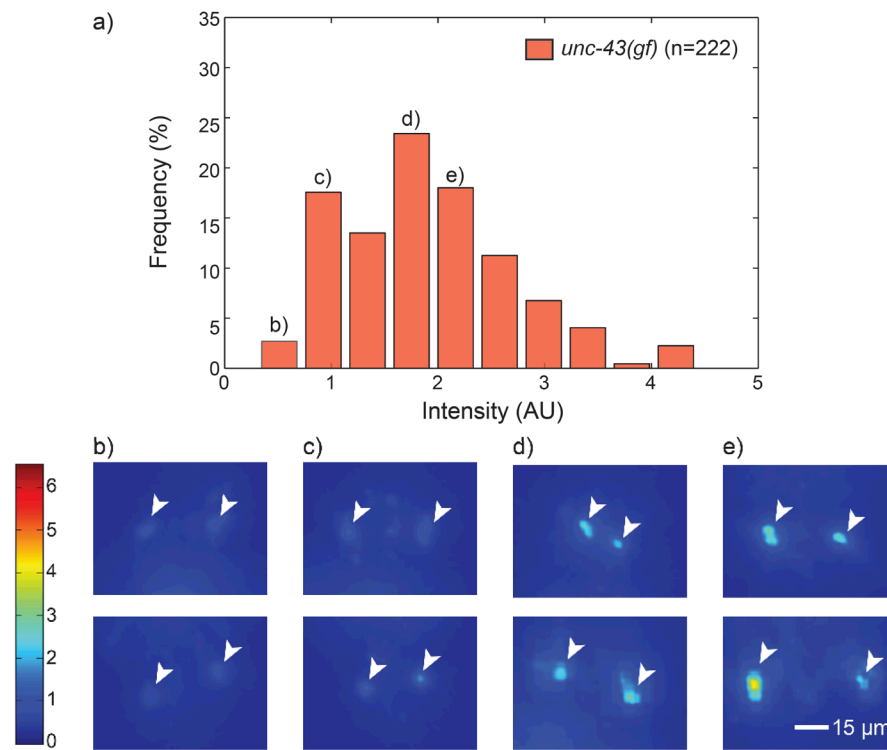 a)
35
30
25
20
15
10
5
0
Frequency (%)
unc-43(gf) (n=222)
b)
c)
d)
e)
0 1 2 3 4 5
Intensity (AU)
b) c) d) e)
6
5
4
3
2
1
0
15 µm